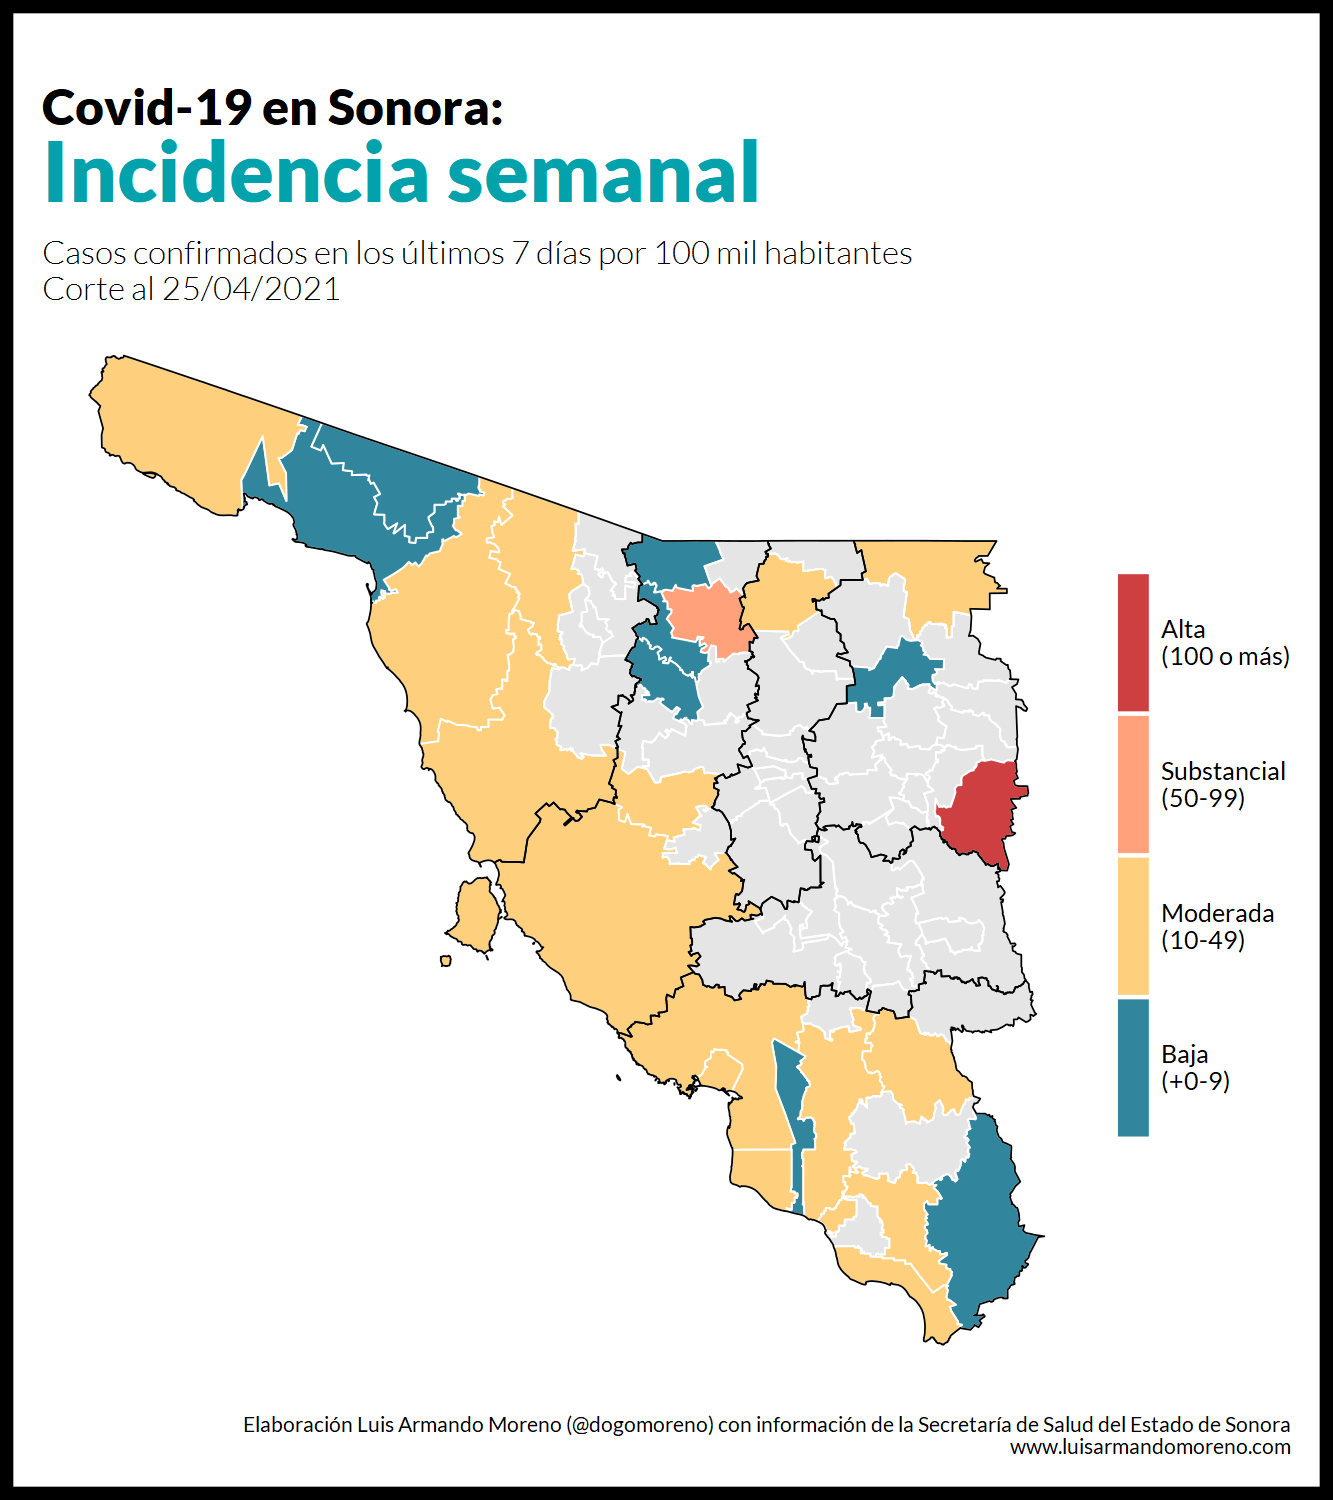 Covid-19 en Sonora:
Incidencia semanal
Casos confirmados en los últimos 7 días por 100 mil habitantes
Corte al 25/04/2021
Alta
(100 o más)
Substancial
(50-99)
Moderada
(10-49)
Baja
(+0-9)
Elaboración Luis Armando Moreno (@dogomoreno) con información de la Secretaría de Salud del Estado de Sonora
www.luisarmandomoreno.com